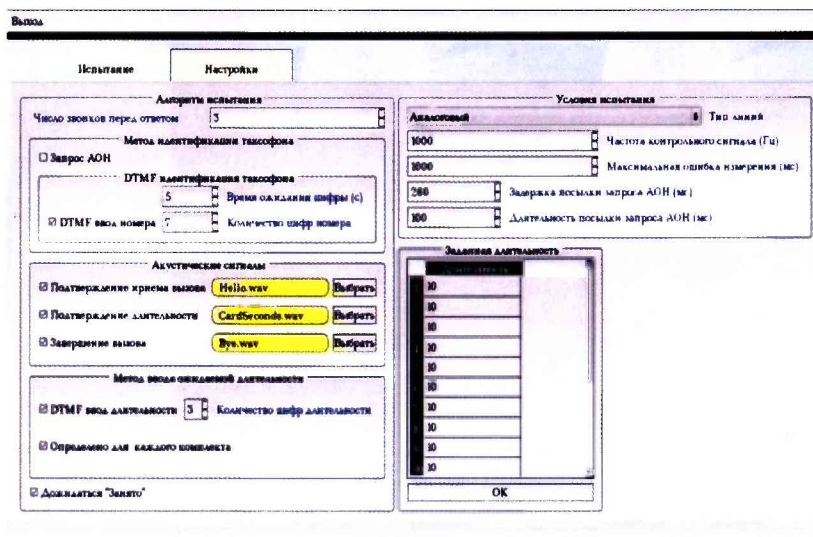 Выход
Испытание
Настройки
Алгоритм испытания
Число звонков перед ответом 3
Метод идентификации таксофона
Запрос АОН
DTMF идентификация таксофона
5 Время ожидания цифры (с)
DTMF ввод номера 7 Количество цифр номера
Акустические сигналы
Подтверждение приема вызова Hello.wav Выбрать
Подтверждение длительности CardSeconds.wav Выбрать
Завершение вызова Bye.wav Выбрать
Метод ввода ожидаемой длительности
DTMF ввод длительности 3 Количество цифр длительности
Определено для каждого комплекта
Дожидаться "Занято"
Условия испытания
Аналоговый Тип линий
1000 Частота контрольного сигнала (Гц)
1000 Максимальная ошибка измерения (мс)
280 Задержка посылки запроса АОН (мс)
100 Длительность посылки запроса АОН (мс)
Заданная длительность
10
10
10
10
10
10
10
10
10
10
OK